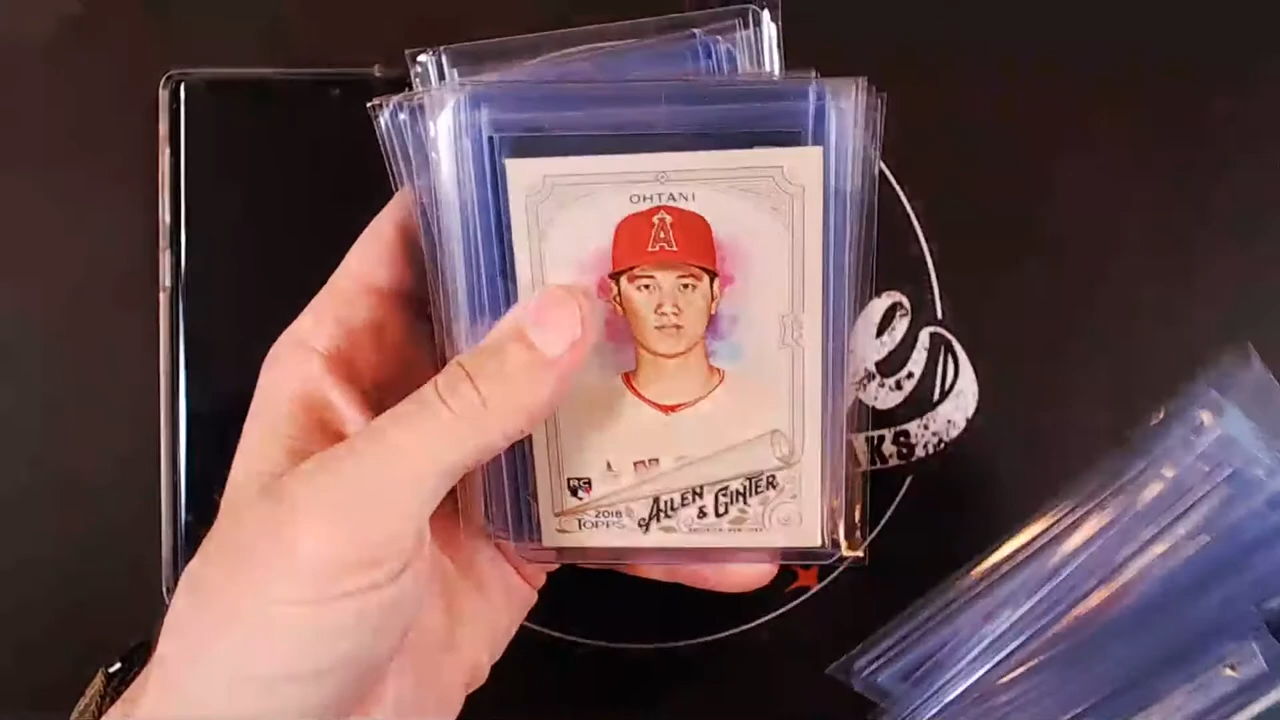 OHTANI
A
RC
2018
TOPPS
ALLEN
& GINTER
KS